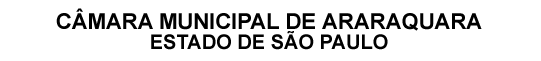 CÂMARA MUNICIPAL DE ARARAQUARA
ESTADO DE SÃO PAULO